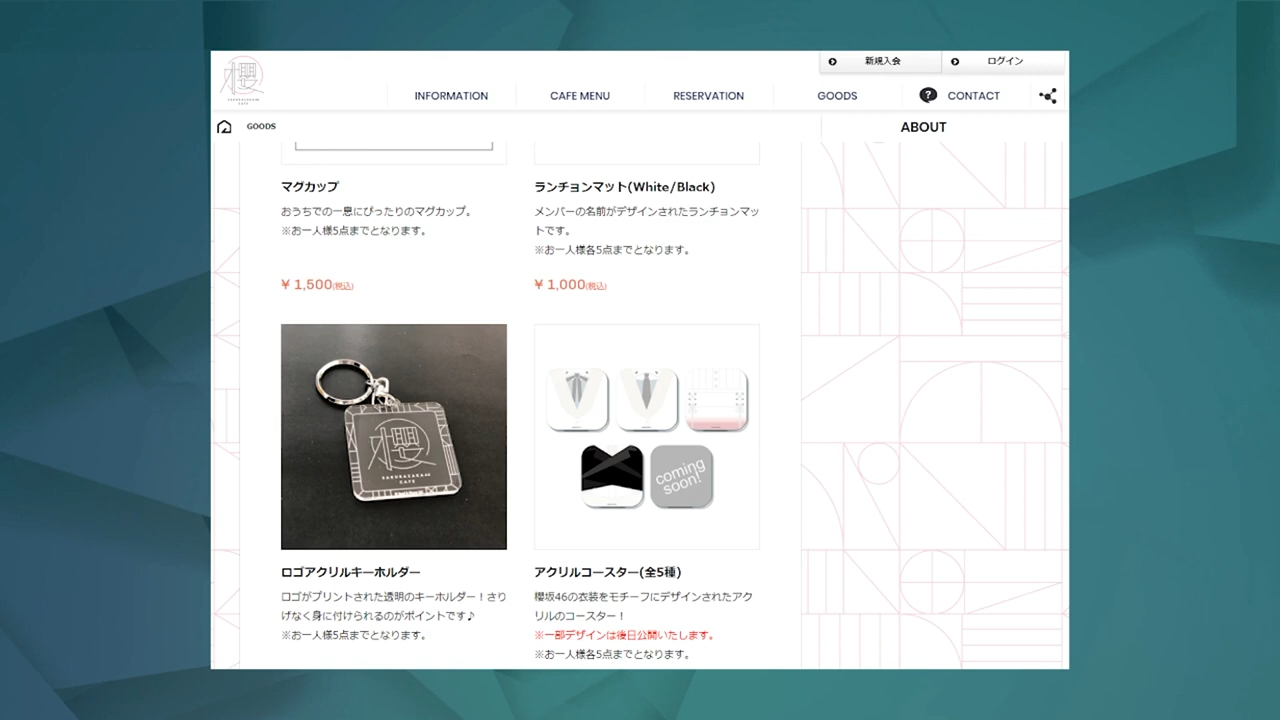 櫻
SAKURAZAKA46
CAFE
新規入会
ログイン
INFORMATION
CAFE MENU
RESERVATION
GOODS
? CONTACT
GOODS
ABOUT
マグカップ
おうちでの一息にぴったりのマグカップ。
※お一人様5点までとなります。
¥ 1,500(税込)
ランチョンマット(White/Black)
メンバーの名前がデザインされたランチョンマッ
トです。
※お一人様各5点までとなります。
¥ 1,000(税込)
櫻
SAKURAZAKA46
CAFE
coming
soon!
ロゴアクリルキーホルダー
ロゴがプリントされた透明のキーホルダー！さり
げなく身に付けられるのがポイントです♪
※お一人様5点までとなります。
アクリルコースター(全5種)
櫻坂46の衣装をモチーフにデザインされたアク
リルのコースター！
※一部デザインは後日公開いたします。
※お一人様各5点までとなります。